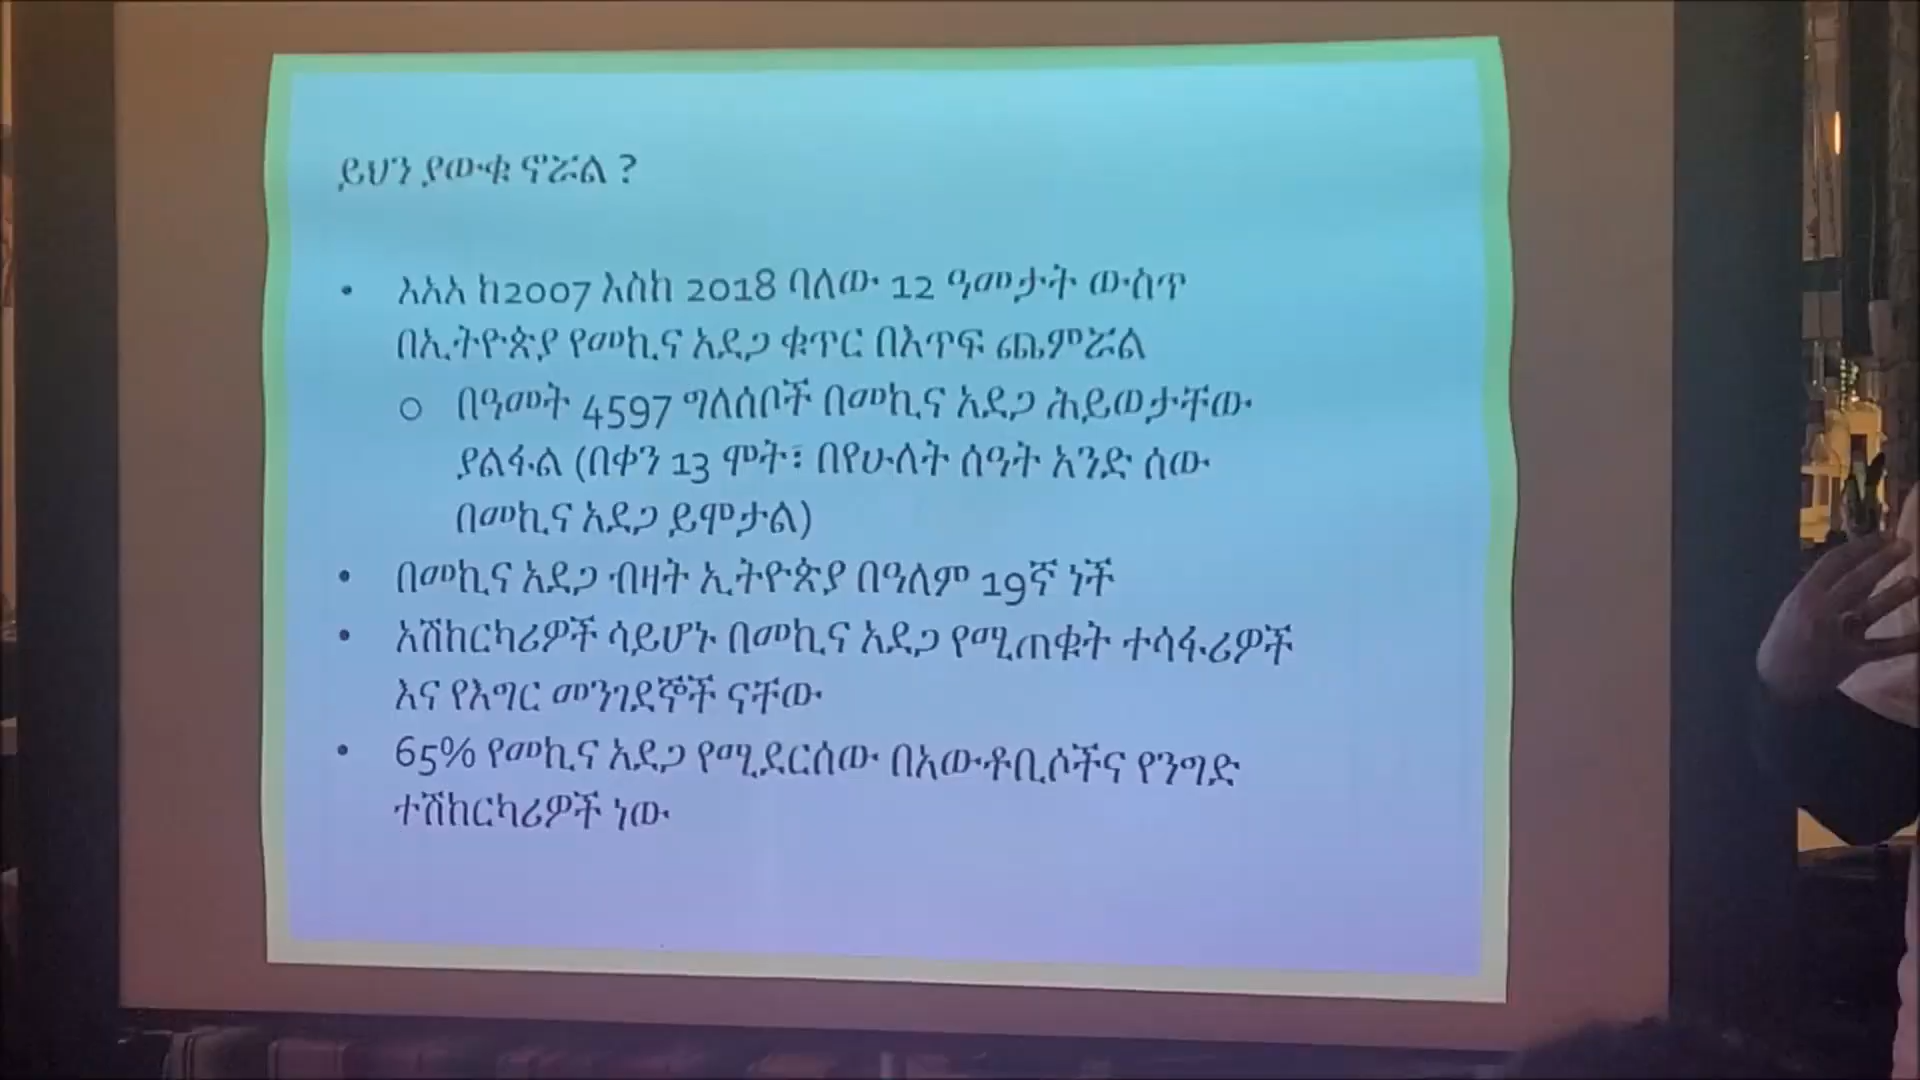 ይህን ያውቁ ኖሯል ?
• እአአ ከ2007 እስከ 2018 ባለው 12 ዓመታት ውስጥ
በኢትዮጵያ የመኪና አደጋ ቁጥር በእጥፍ ጨምሯል
○ በዓመት 4597 ግለሰቦች በመኪና አደጋ ሕይወታቸው
ያልፋል (በቀን 13 ሞት፤ በየሁለት ሰዓት አንድ ሰው
በመኪና አደጋ ይሞታል)
• በመኪና አደጋ ብዛት ኢትዮጵያ በዓለም 19ኛ ነች
• አሽከርካሪዎች ሳይሆኑ በመኪና አደጋ የሚጠቁት ተሳፋሪዎች
እና የእግር መንገደኞች ናቸው
• 65% የመኪና አደጋ የሚደርሰው በአውቶቢሶችና የንግድ
ተሽከርካሪዎች ነው